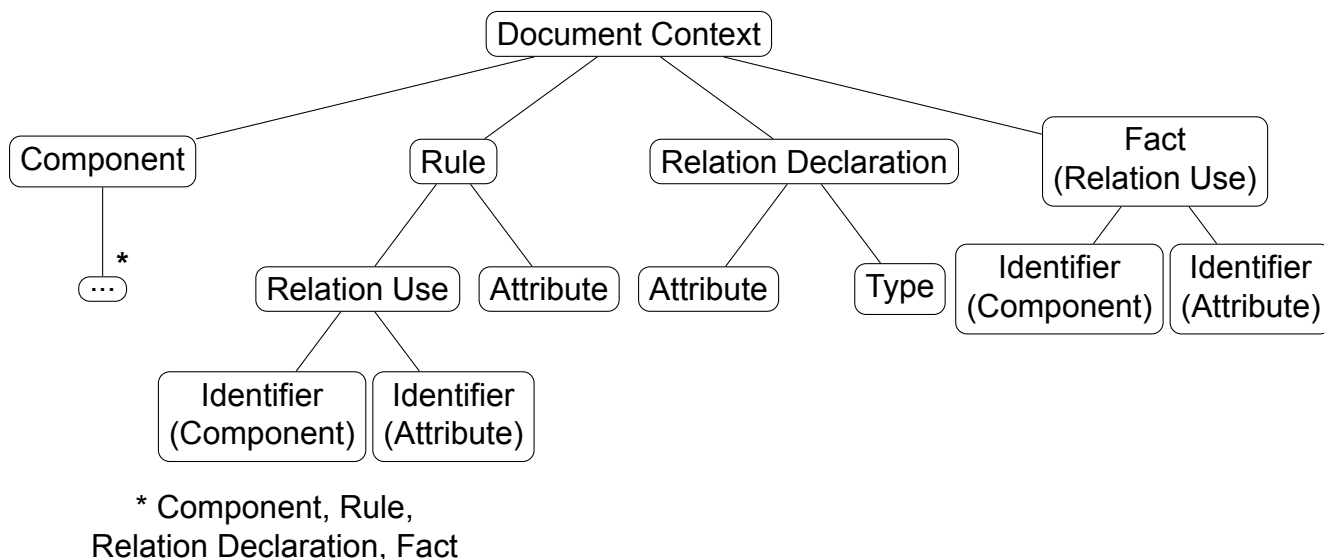 Document Context
Component
Rule
Relation Declaration
Fact
(Relation Use)
*
...
Relation Use
Attribute
Attribute
Type
Identifier
(Component)
Identifier
(Attribute)
Identifier
(Component)
Identifier
(Attribute)
* Component, Rule,
Relation Declaration, Fact